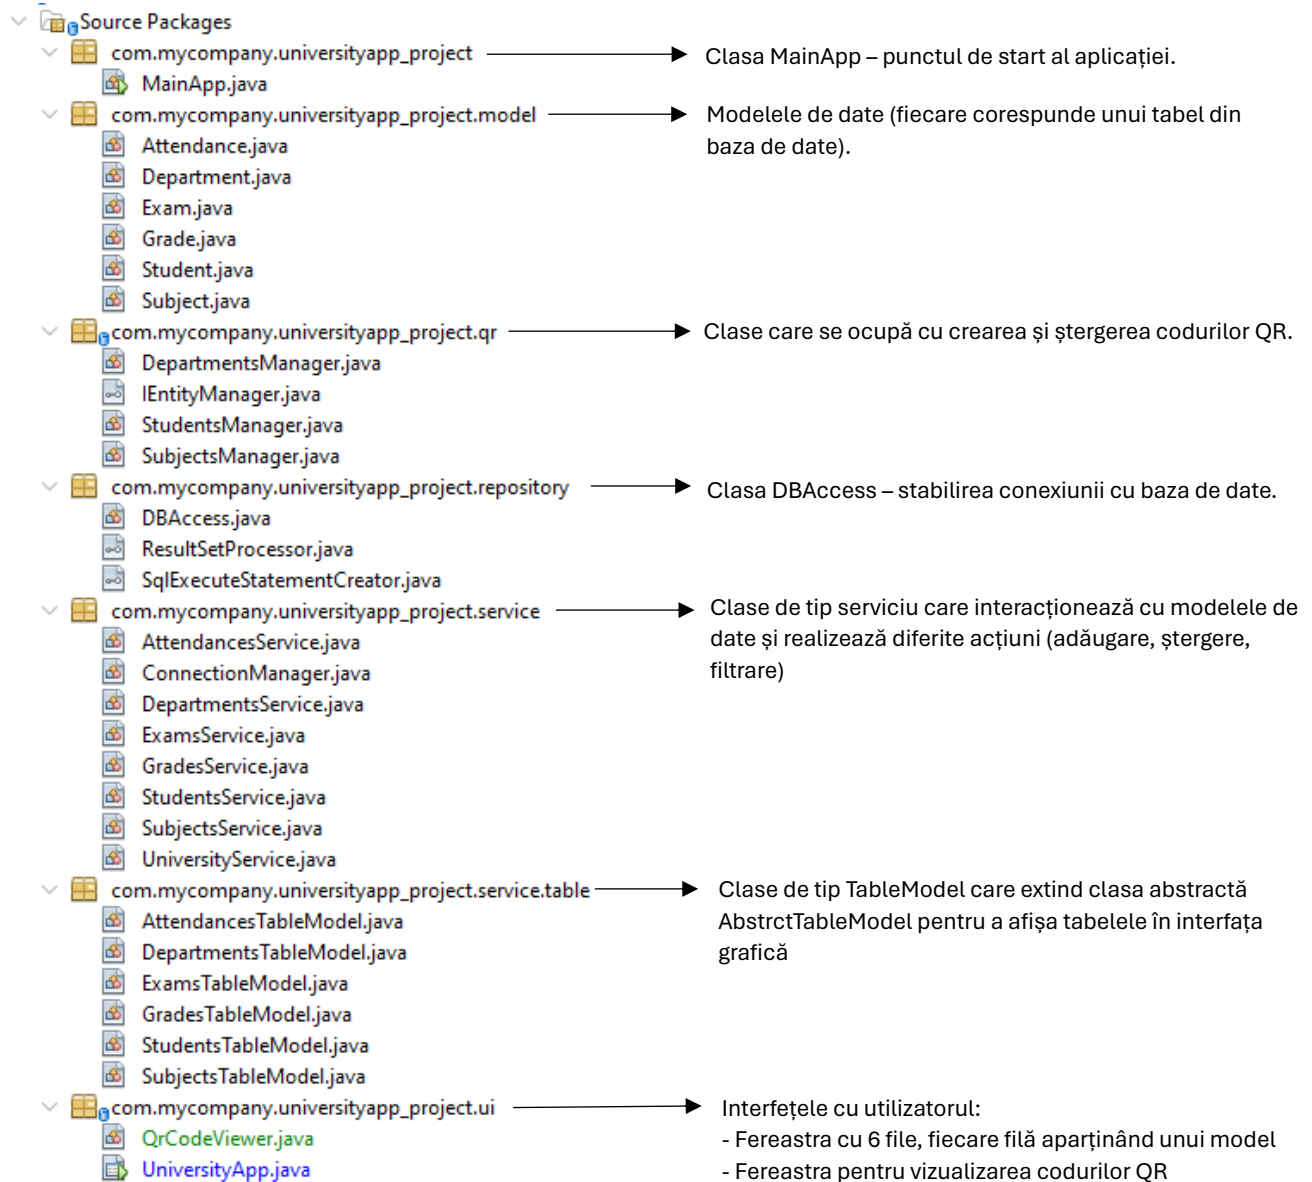 Source Packages
com.mycompany.universityapp_project
Clasa MainApp – punctul de start al aplicației.
MainApp.java
com.mycompany.universityapp_project.model
Modelele de date (fiecare corespunde unui tabel din
baza de date).
Attendance.java
Department.java
Exam.java
Grade.java
Student.java
Subject.java
com.mycompany.universityapp_project.qr
Clase care se ocupă cu crearea și ștergerea codurilor QR.
DepartmentsManager.java
IEntityManager.java
StudentsManager.java
SubjectsManager.java
com.mycompany.universityapp_project.repository
Clasa DBAccess – stabilirea conexiunii cu baza de date.
DBAccess.java
ResultSetProcessor.java
SqlExecuteStatementCreator.java
com.mycompany.universityapp_project.service
Clase de tip serviciu care interacționează cu modelele de
date și realizează diferite acțiuni (adăugare, ștergere,
filtrare)
AttendancesService.java
ConnectionManager.java
DepartmentsService.java
ExamsService.java
GradesService.java
StudentsService.java
SubjectsService.java
UniversityService.java
com.mycompany.universityapp_project.service.table
Clase de tip TableModel care extind clasa abstractă
AbstrctTableModel pentru a afișa tabelele în interfața
grafică
AttendancesTableModel.java
DepartmentsTableModel.java
ExamsTableModel.java
GradesTableModel.java
StudentsTableModel.java
SubjectsTableModel.java
com.mycompany.universityapp_project.ui
Interfețele cu utilizatorul:
- Fereastra cu 6 file, fiecare filă aparținând unui model
- Fereastra pentru vizualizarea codurilor QR
QrCodeViewer.java
UniversityApp.java